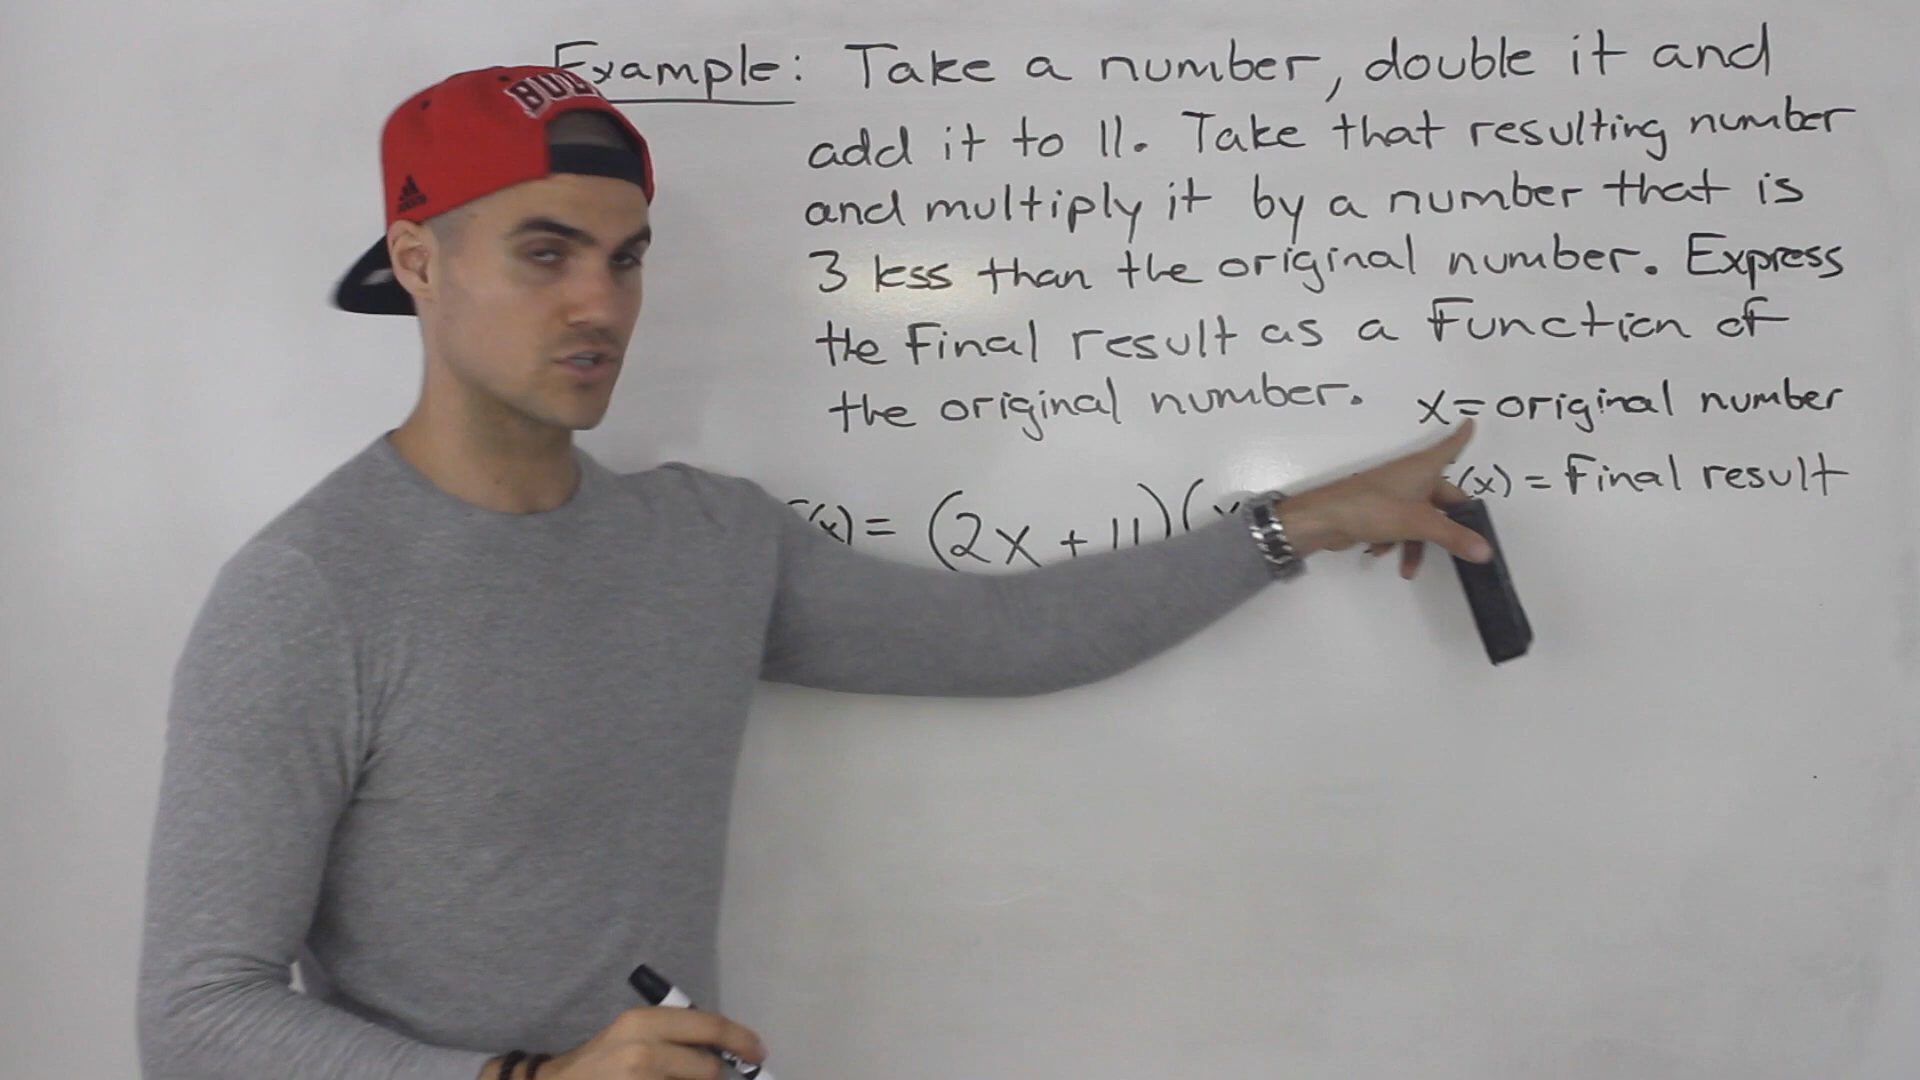 Example: Take a number, double it and
add it to 11. Take that resulting number
and multiply it by a number that is
3 less than the original number. Express
the final result as a function of
the original number. x = original number
f(x) = final result
f(x) = (2x + 11)(x